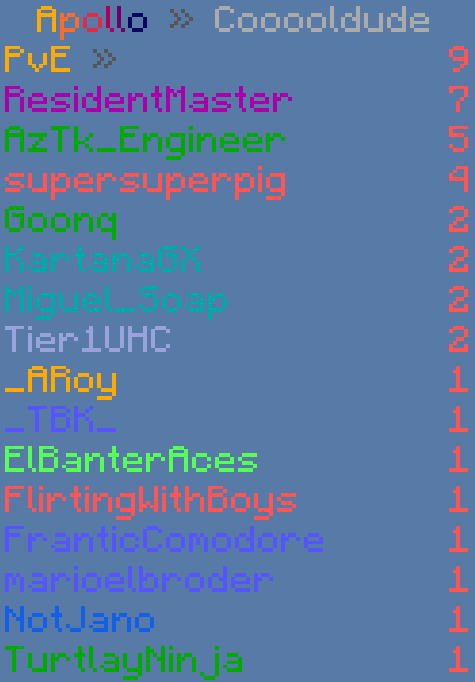 Apollo » Cooooldude
PvE » 9
ResidentMaster 7
AzTk_Engineer 5
supersuperpig 4
Goonq 2
KartanaGX 2
Miguel_Soap 2
Tier1UHC 2
_ARoy 1
_TBK_ 1
ElBanterAces 1
FlirtingWithBoys 1
FranticComodore 1
marioelbroder 1
NotJano 1
TurtlayNinja 1